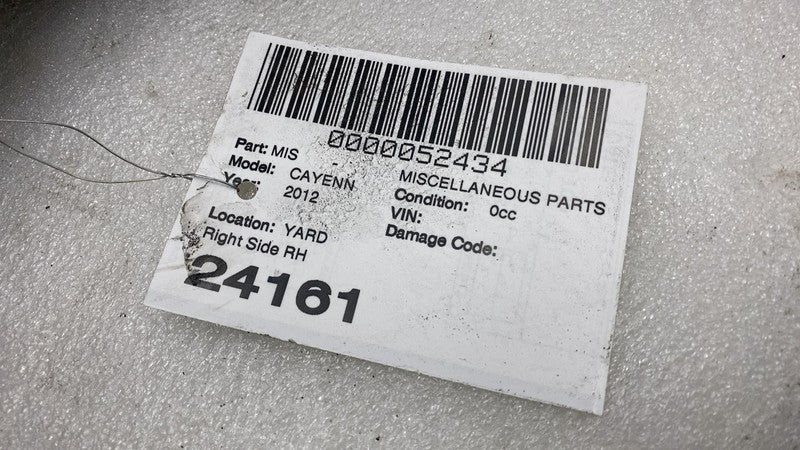 0000052434
Part: MIS - MISCELLANEOUS PARTS
Model: CAYENN Condition: 0cc
Year: 2012 VIN:
Damage Code:
Location: YARD
Right Side RH
24161